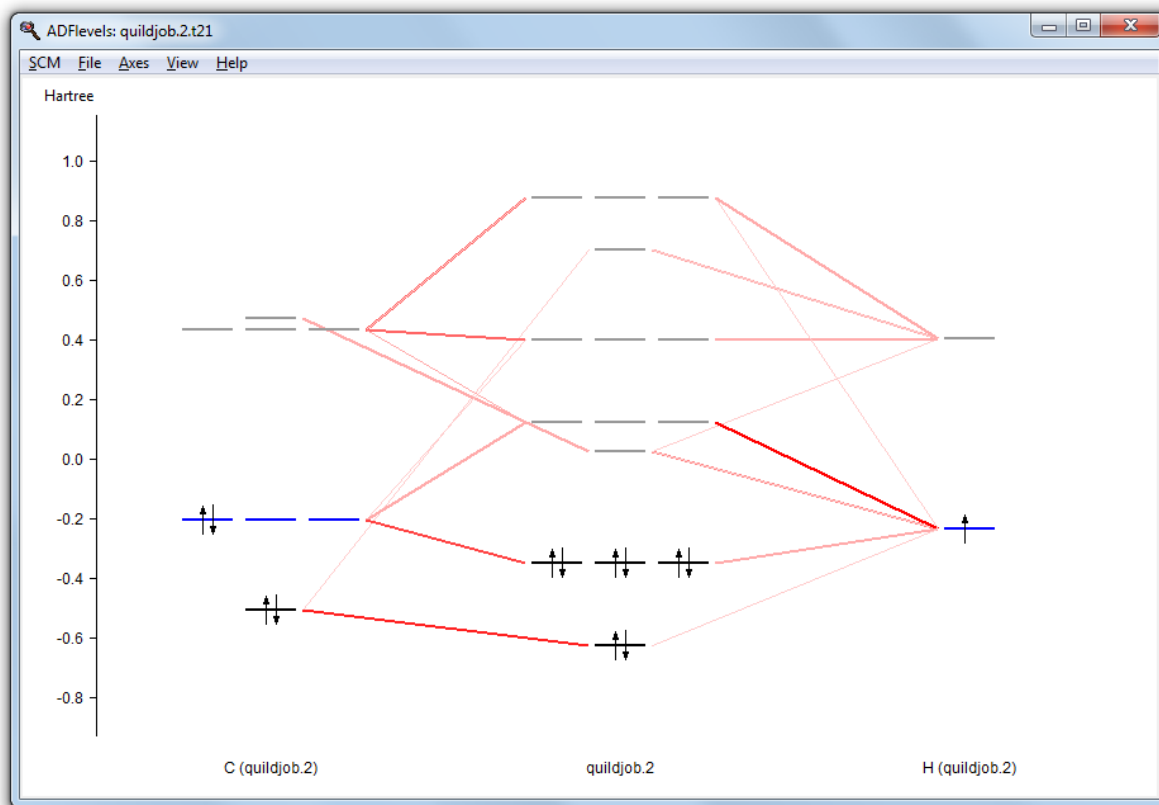 ADFlevels: quildjob.2.t21
SCM File Axes View Help
Hartree
1.0
0.8
0.6
0.4
0.2
0.0
-0.2
-0.4
-0.6
-0.8
C (quildjob.2) quildjob.2 H (quildjob.2)